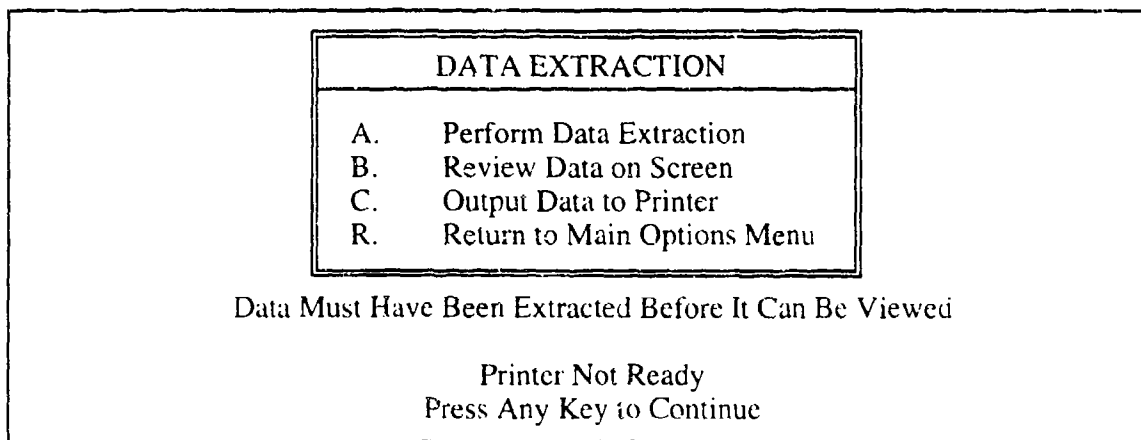 DATA EXTRACTION
A. Perform Data Extraction
B. Review Data on Screen
C. Output Data to Printer
R. Return to Main Options Menu
Data Must Have Been Extracted Before It Can Be Viewed
Printer Not Ready
Press Any Key to Continue